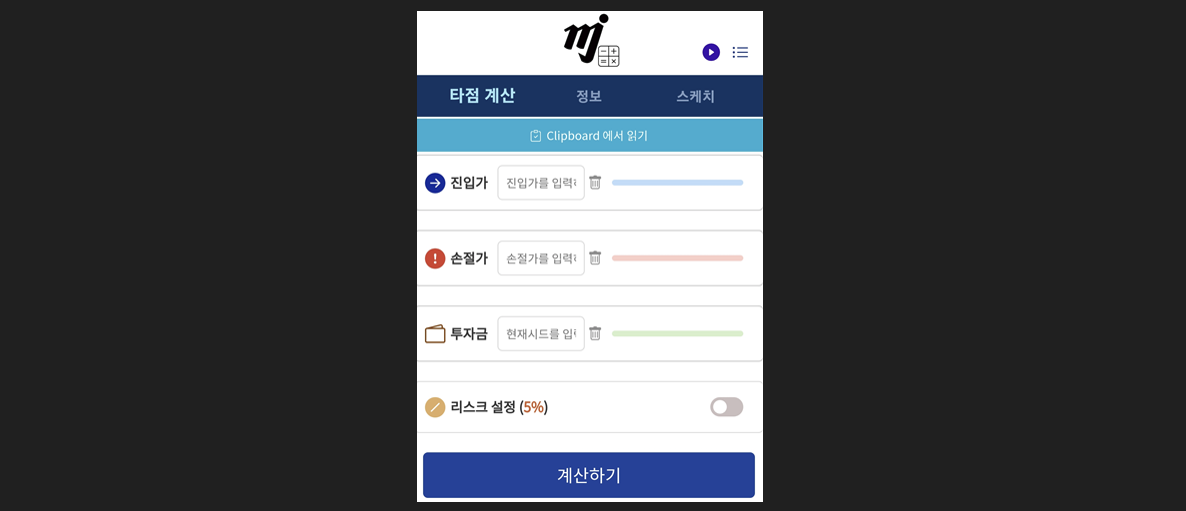 mj
타점 계산 정보 스케치
Clipboard 에서 읽기
진입가 진입가를 입력
손절가 손절가를 입력
투자금 현재시드를
리스크 설정 (5%)
계산하기